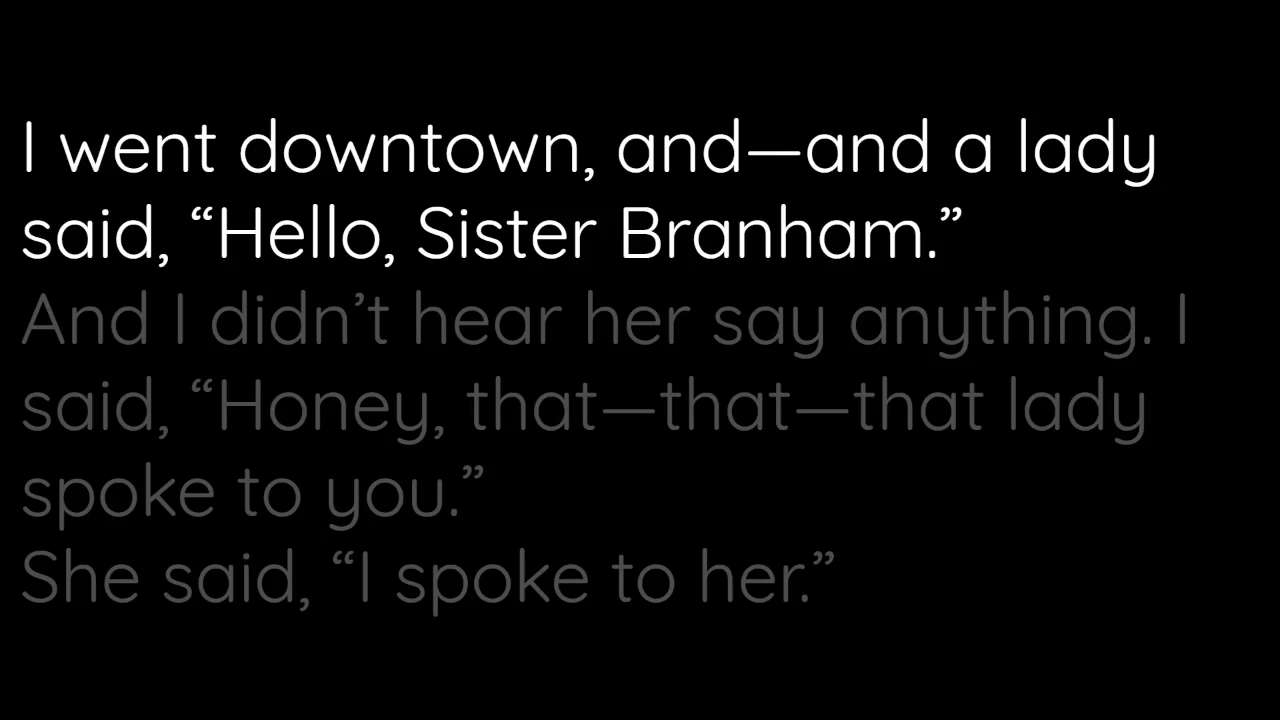 I went downtown, and—and a lady
said, “Hello, Sister Branham.”
And I didn’t hear her say anything. I
said, “Honey, that—that—that lady
spoke to you.”
She said, “I spoke to her.”